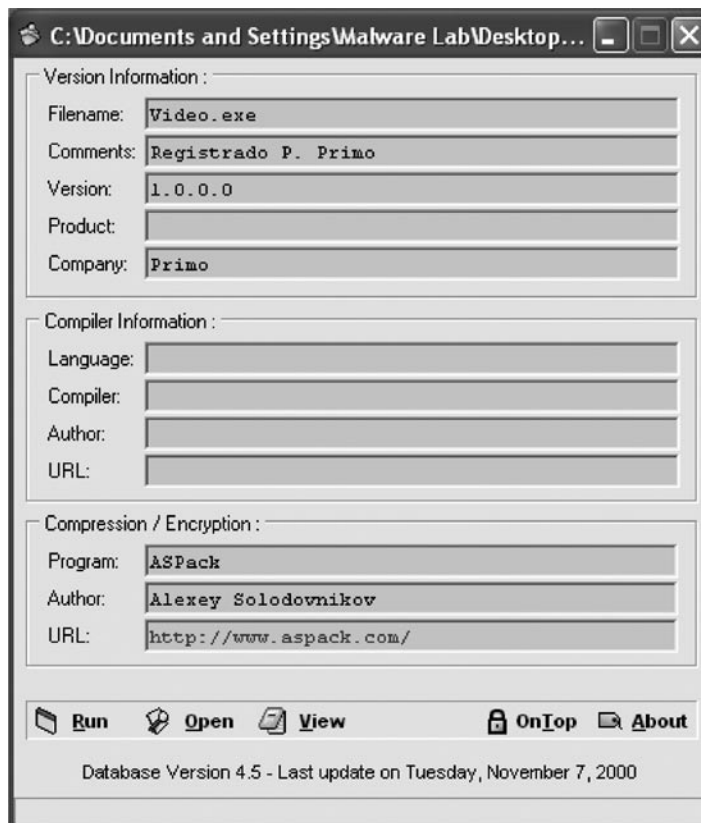 C:\Documents and Settings\Malware Lab\Desktop...
Version Information :
Filename: Video.exe
Comments: Registrado P. Primo
Version: 1.0.0.0
Product:
Company: Primo
Compiler Information :
Language:
Compiler:
Author:
URL:
Compression / Encryption :
Program: ASPack
Author: Alexey Solodovnikov
URL: http://www.aspack.com/
Run Open View OnTop About
Database Version 4.5 - Last update on Tuesday, November 7, 2000